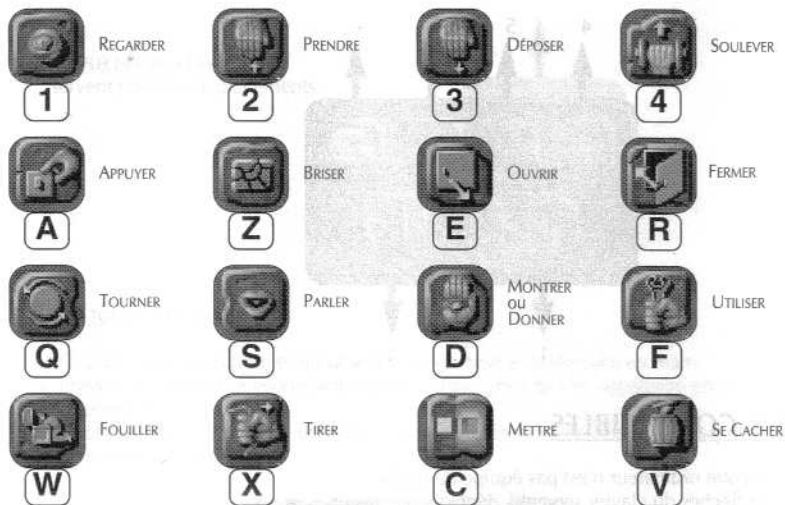 REGARDER
1
PRENDRE
2
DÉPOSER
3
SOULEVER
4
APPUYER
A
BRISER
Z
OUVRIR
E
FERMER
R
TOURNER
Q
PARLER
S
MONTRER
OU
DONNER
D
UTILISER
F
FOUILLER
W
TIRER
X
METTRE
C
SE CACHER
V